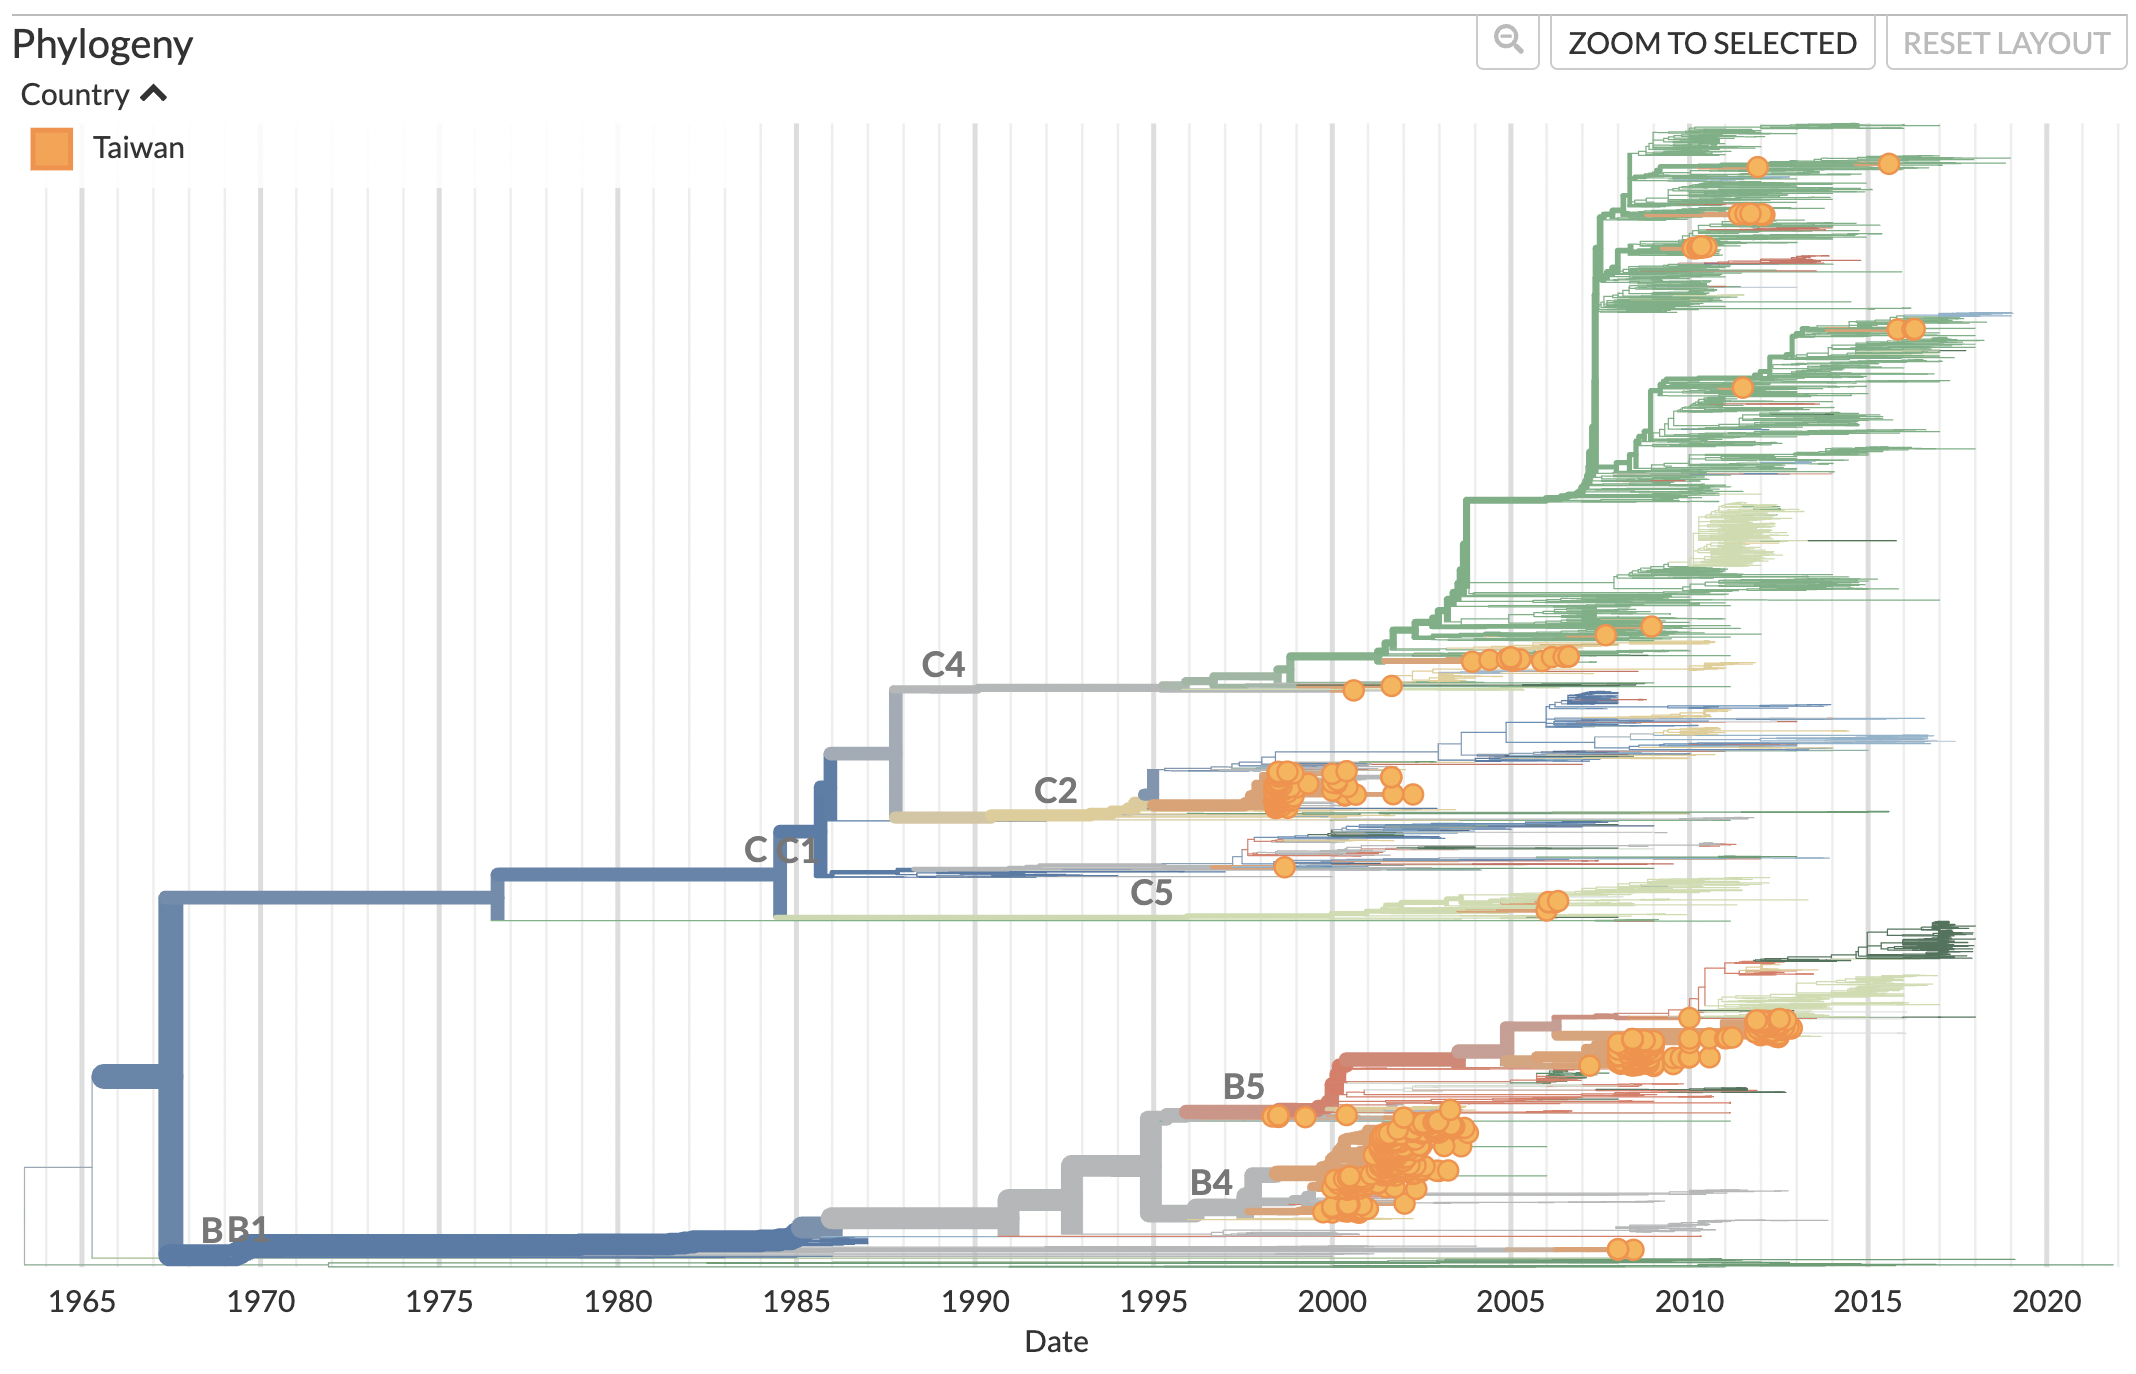 Phylogeny
ZOOM TO SELECTED
RESET LAYOUT
Country
Taiwan
C4
C2
C C1
C5
B5
B4
B B1
1965 1970 1975 1980 1985 1990 1995 2000 2005 2010 2015 2020
Date